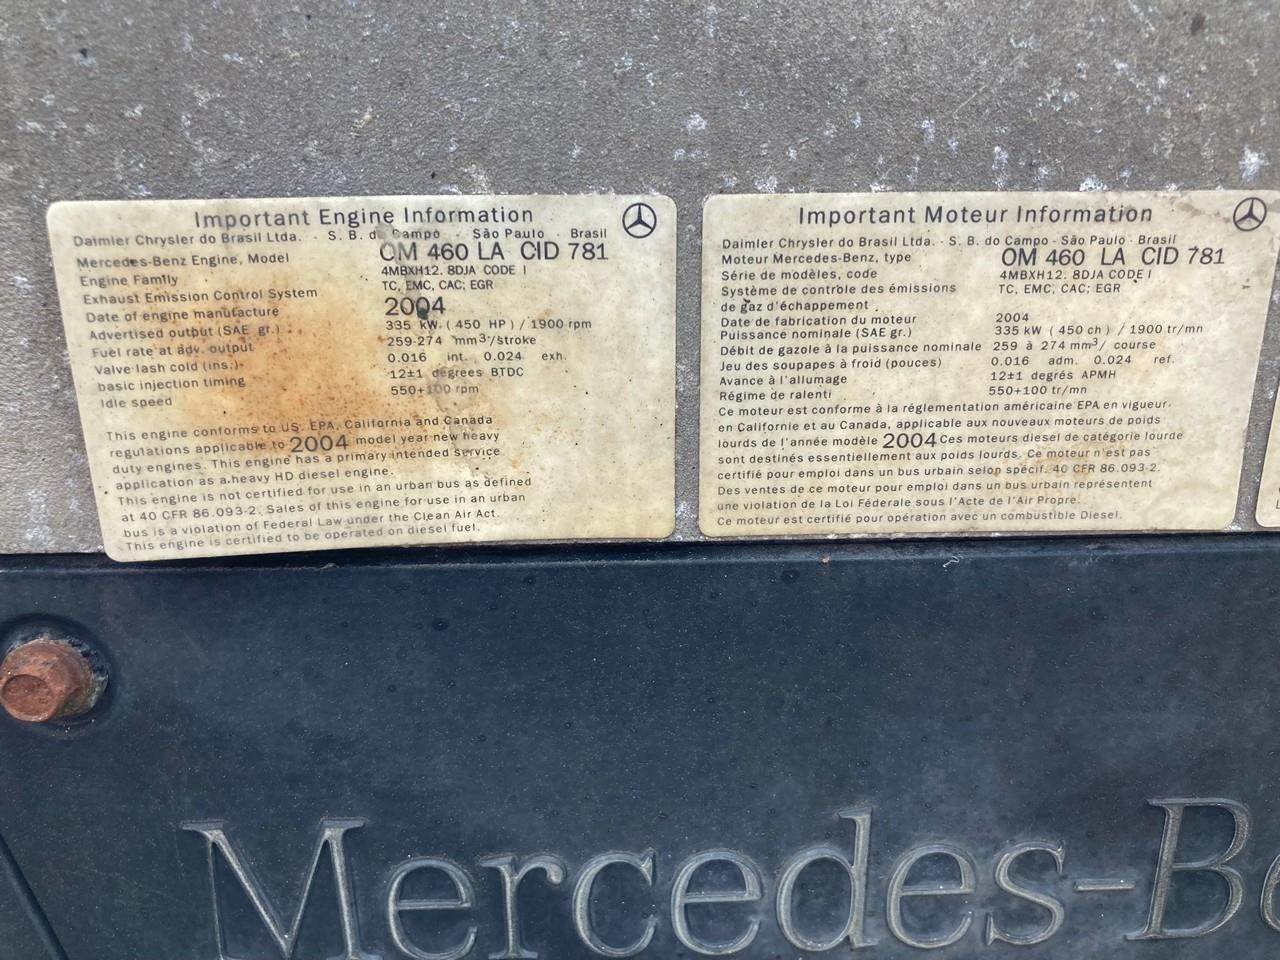 Important Engine Information
Daimler Chrysler do Brasil Ltda. - S. B. do Campo - São Paulo - Brasil
Mercedes-Benz Engine, Model OM 460 LA CID 781
Engine Family 4MBXH12. 8DJA CODE I
Exhaust Emission Control System TC, EMC, CAC; EGR
Date of engine manufacture 2004
Advertised output (SAE gr.) 335 kW ( 450 HP ) / 1900 rpm
Fuel rate at adv. output 259-274 mm³/stroke
Valve lash cold (ins.) 0.016 int. 0.024 exh.
basic injection timing 12±1 degrees BTDC
Idle speed 550+100 rpm
This engine conforms to US. EPA, California and Canada
regulations applicable to 2004 model year new heavy
duty engines. This engine has a primary intended service
application as a heavy HD diesel engine.
This engine is not certified for use in an urban bus as defined
at 40 CFR 86.093-2. Sales of this engine for use in an urban
bus is a violation of Federal Law under the Clean Air Act.
This engine is certified to be operated on diesel fuel.
Important Moteur Information
Daimler Chrysler do Brasil Ltda. - S. B. do Campo - São Paulo - Brasil
Moteur Mercedes-Benz, type OM 460 LA CID 781
Série de modèles, code 4MBXH12. 8DJA CODE I
Système de contrôle des émissions TC, EMC, CAC; EGR
de gaz d'échappement
Date de fabrication du moteur 2004
Puissance nominale (SAE gr.) 335 kW ( 450 ch ) / 1900 tr/mn
Débit de gazole à la puissance nominale 259 à 274 mm³/ course
Jeu des soupapes à froid (pouces) 0.016 adm. 0.024 ref.
Avance à l'allumage 12±1 degrés APMH
Régime de ralenti 550+100 tr/mn
Ce moteur est conforme à la réglementation américaine EPA en vigueur
en Californie et au Canada, applicable aux nouveaux moteurs de poids
lourds de l'année modèle 2004 Ces moteurs diesel de catégorie lourde
sont destinés essentiellement aux poids lourds. Ce moteur n'est pas
certifié pour emploi dans un bus urbain selon spécif. 40 CFR 86.093-2.
Des ventes de ce moteur pour emploi dans un bus urbain représentent
une violation de la Loi Féderale sous l'Acte de l'Air Propre.
Ce moteur est certifié pour opération avec un combustible Diesel.
Mercedes-Be